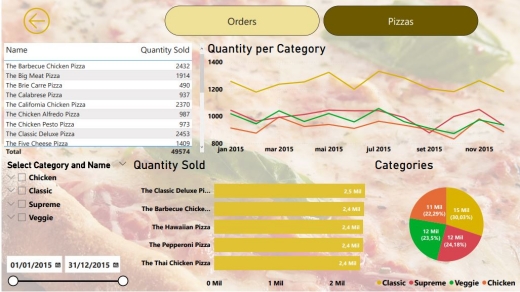 Orders
Pizzas
Name Quantity Sold
The Barbecue Chicken Pizza 2432
The Big Meat Pizza 1914
The Brie Carre Pizza 490
The Calabrese Pizza 937
The California Chicken Pizza 2370
The Chicken Alfredo Pizza 987
The Chicken Pesto Pizza 973
The Classic Deluxe Pizza 2453
The Five Cheese Pizza 1409
Total 49574
Quantity per Category
1400
1200
1000
800
jan 2015 mar 2015 mai 2015 jul 2015 set 2015 nov 2015
Select Category and Name
Chicken
Classic
Supreme
Veggie
01/01/2015 31/12/2015
Quantity Sold
The Classic Deluxe Pi... 2,5 Mil
The Barbecue Chicke... 2,4 Mil
The Hawaiian Pizza 2,4 Mil
The Pepperoni Pizza 2,4 Mil
The Thai Chicken Pizza 2,4 Mil
0 Mil 1 Mil 2 Mil
Categories
11 Mil
(22,29%)
15 Mil
(30,03%)
12 Mil
(23,5%)
12 Mil
(24,18%)
Classic Supreme Veggie Chicken